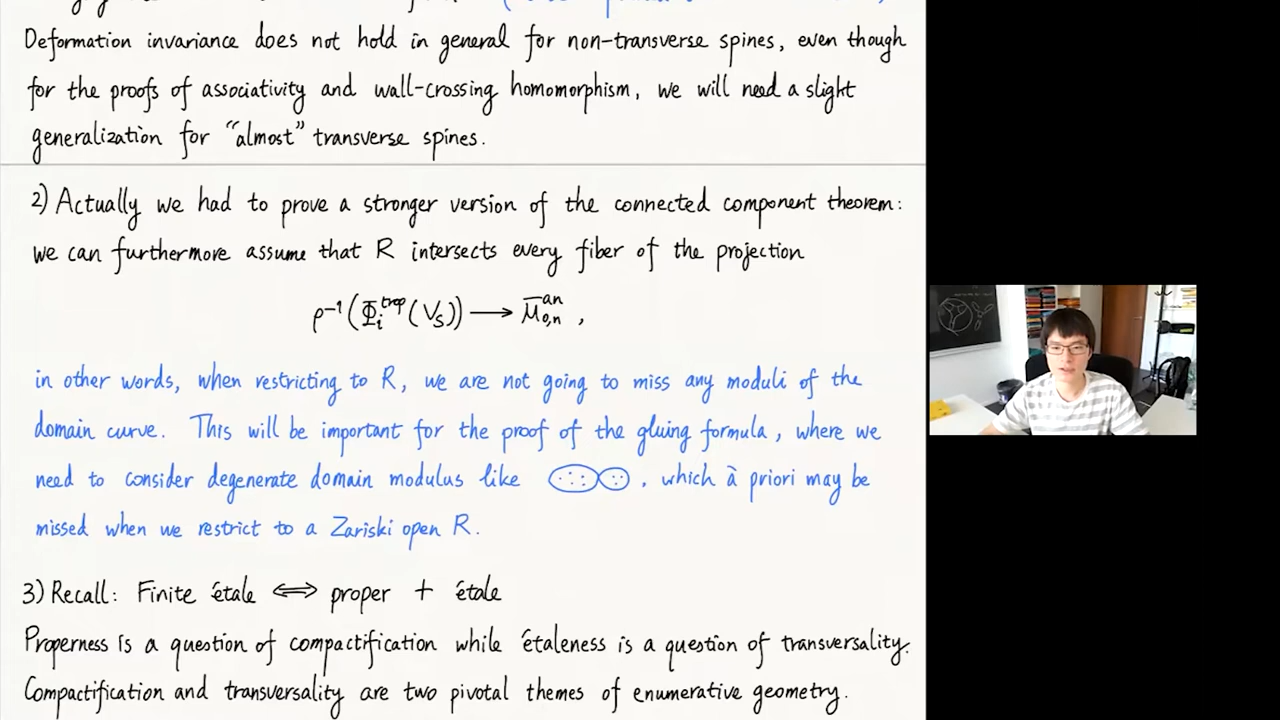 Deformation invariance does not hold in general for non-transverse spines, even though
for the proofs of associativity and wall-crossing homomorphism, we will need a slight
generalization for "almost" transverse spines.
2) Actually we had to prove a stronger version of the connected component theorem:
we can furthermore assume that R intersects every fiber of the projection
ρ⁻¹(Φᵢᵗʳᵒᵖ(V_S)) ⟶ M̄₀,ₙᵃⁿ ,
in other words, when restricting to R, we are not going to miss any moduli of the
domain curve. This will be important for the proof of the gluing formula, where we
need to consider degenerate domain modulus like , which à priori may be
missed when we restrict to a Zariski open R.
3) Recall: Finite étale ⟺ proper + étale
Properness is a question of compactification while étaleness is a question of transversality.
Compactification and transversality are two pivotal themes of enumerative geometry.